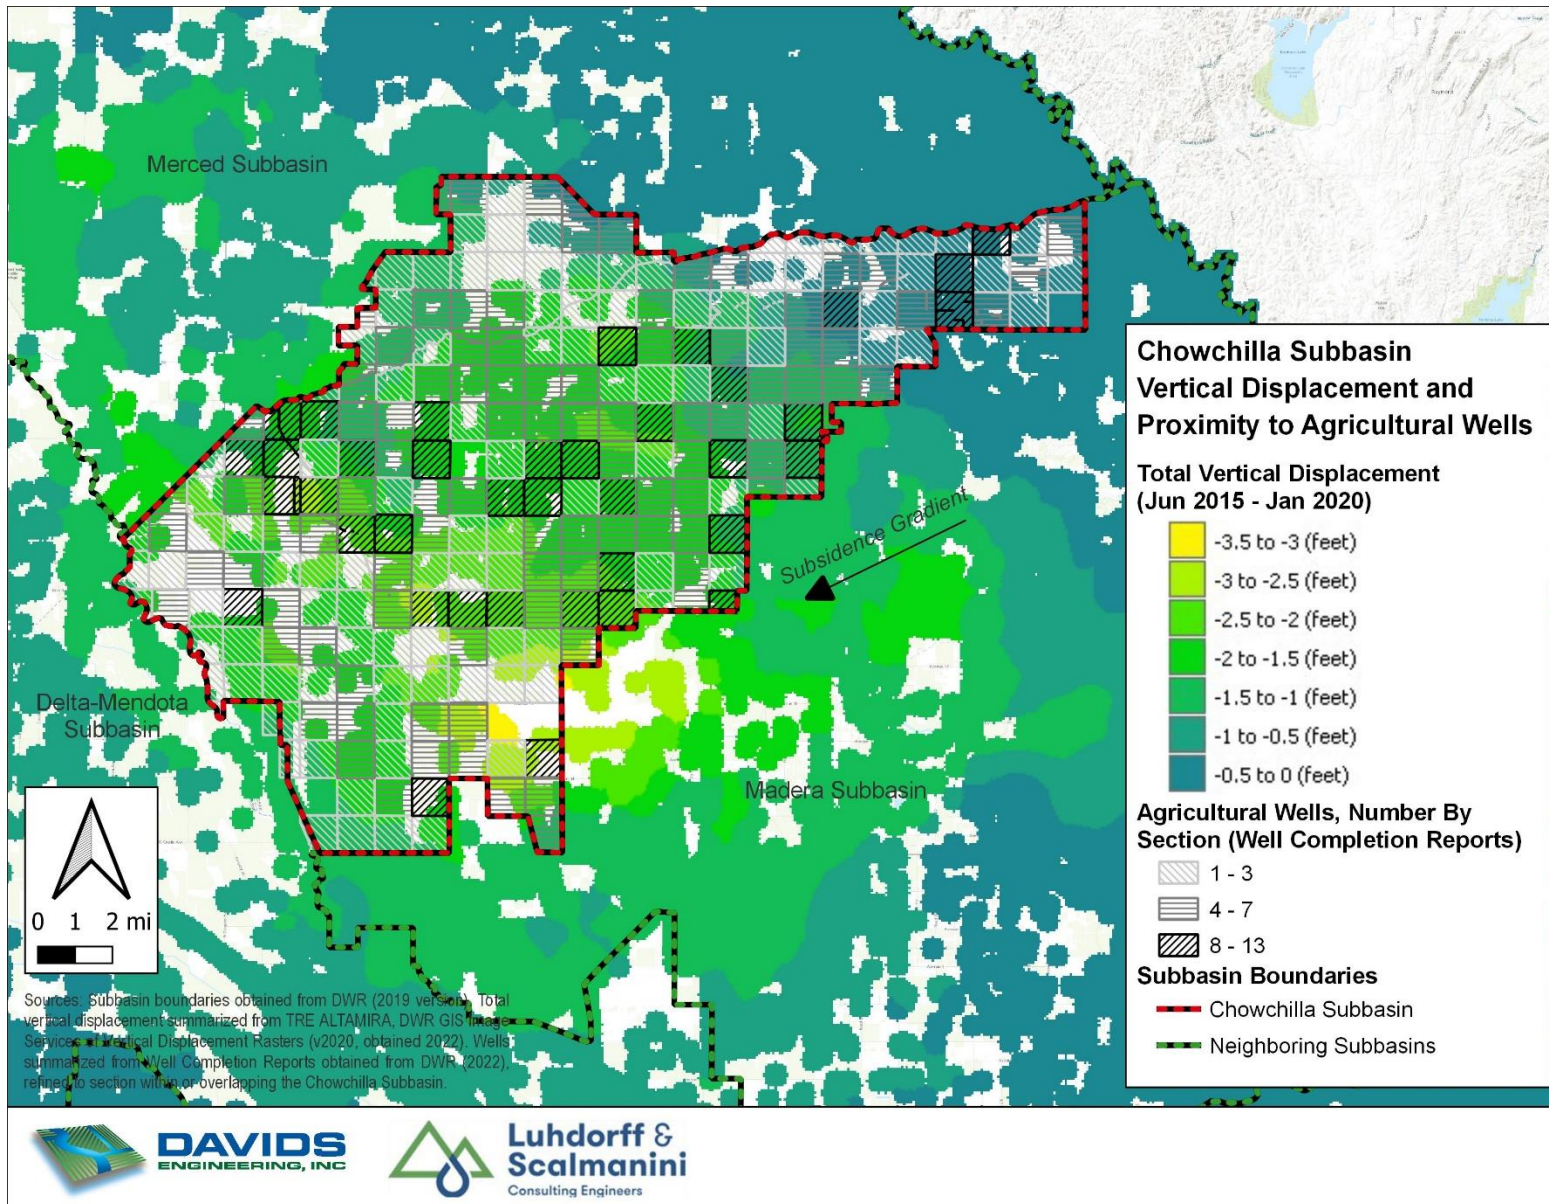 Merced Subbasin
Subsidence Gradient
Delta-Mendota
Subbasin
Madera Subbasin
0 1 2 mi
Chowchilla Subbasin
Vertical Displacement and
Proximity to Agricultural Wells
Total Vertical Displacement
(Jun 2015 - Jan 2020)
-3.5 to -3 (feet)
-3 to -2.5 (feet)
-2.5 to -2 (feet)
-2 to -1.5 (feet)
-1.5 to -1 (feet)
-1 to -0.5 (feet)
-0.5 to 0 (feet)
Agricultural Wells, Number By
Section (Well Completion Reports)
1 - 3
4 - 7
8 - 13
Subbasin Boundaries
Chowchilla Subbasin
Neighboring Subbasins
Sources: Subbasin boundaries obtained from DWR (2019 version). Total
vertical displacement summarized from TRE ALTAMIRA, DWR GIS Image
Services of Vertical Displacement Rasters (v2020, obtained 2022). Wells
summarized from Well Completion Reports obtained from DWR (2022),
refined to section within or overlapping the Chowchilla Subbasin.
DAVIDS
ENGINEERING, INC
Luhdorff &
Scalmanini
Consulting Engineers